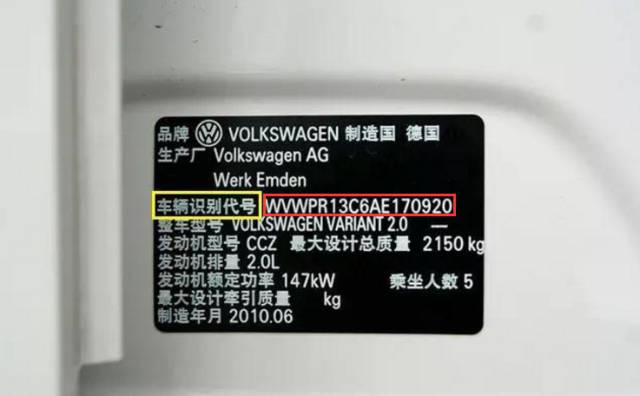 品牌 VOLKSWAGEN 制造国 德国
生产厂 Volkswagen AG
Werk Emden
车辆识别代号 WVWPR13C6AE170920
整车型号 VOLKSWAGEN VARIANT 2.0 —
发动机型号 CCZ 最大设计总质量 2150 kg
发动机排量 2.0L
发动机额定功率 147kW 乘坐人数 5
最大设计牵引质量 kg
制造年月 2010.06